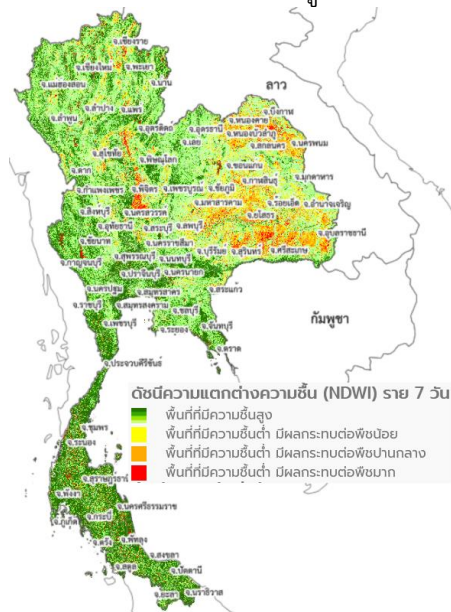 จ.เชียงราย
จ.เชียงใหม่ จ.พะเยา
จ.แม่ฮ่องสอน จ.น่าน
ลาว
จ.ลำปาง จ.แพร่
จ.ลำพูน
จ.บึงกาฬ
จ.หนองคาย
จ.อุตรดิตถ์ จ.อุดรธานี จ.หนองบัวลำภู
จ.เลย จ.สกลนคร จ.นครพนม
จ.สุโขทัย จ.พิษณุโลก
จ.ตาก จ.ขอนแก่น
จ.กำแพงเพชร จ.พิจิตร จ.เพชรบูรณ์ จ.ชัยภูมิ จ.กาฬสินธุ์ จ.มุกดาหาร
จ.มหาสารคาม จ.ร้อยเอ็ด จ.อำนาจเจริญ
จ.สิงห์บุรี จ.นครสวรรค์ จ.ยโสธร
จ.อุทัยธานี จ.สระบุรี จ.ลพบุรี
จ.ชัยนาท จ.นครราชสีมา จ.บุรีรัมย์ จ.สุรินทร์ จ.ศรีสะเกษ จ.อุบลราชธานี
จ.สุพรรณบุรี จ.นนทบุรี
จ.กาญจนบุรี จ.ปราจีนบุรี จ.นครนายก
จ.นครปฐม จ.สมุทรสาคร จ.สระแก้ว
จ.ราชบุรี จ.สมุทรสงคราม จ.ชลบุรี
กัมพูชา
จ.เพชรบุรี จ.ระยอง จ.จันทบุรี
จ.ตราด
จ.ประจวบคีรีขันธ์
ดัชนีความแตกต่างความชื้น (NDWI) ราย 7 วัน
พื้นที่ที่มีความชื้นสูง
พื้นที่ที่มีความชื้นต่ำ มีผลกระทบต่อพืชน้อย
พื้นที่ที่มีความชื้นต่ำ มีผลกระทบต่อพืชปานกลาง
พื้นที่ที่มีความชื้นต่ำ มีผลกระทบต่อพืชมาก
จ.ชุมพร
จ.ระนอง
จ.สุราษฎร์ธานี
จ.พังงา
จ.นครศรีธรรมราช
จ.ภูเก็ต จ.กระบี่
จ.ตรัง จ.พัทลุง
จ.สงขลา
จ.สตูล จ.ปัตตานี
จ.ยะลา จ.นราธิวาส